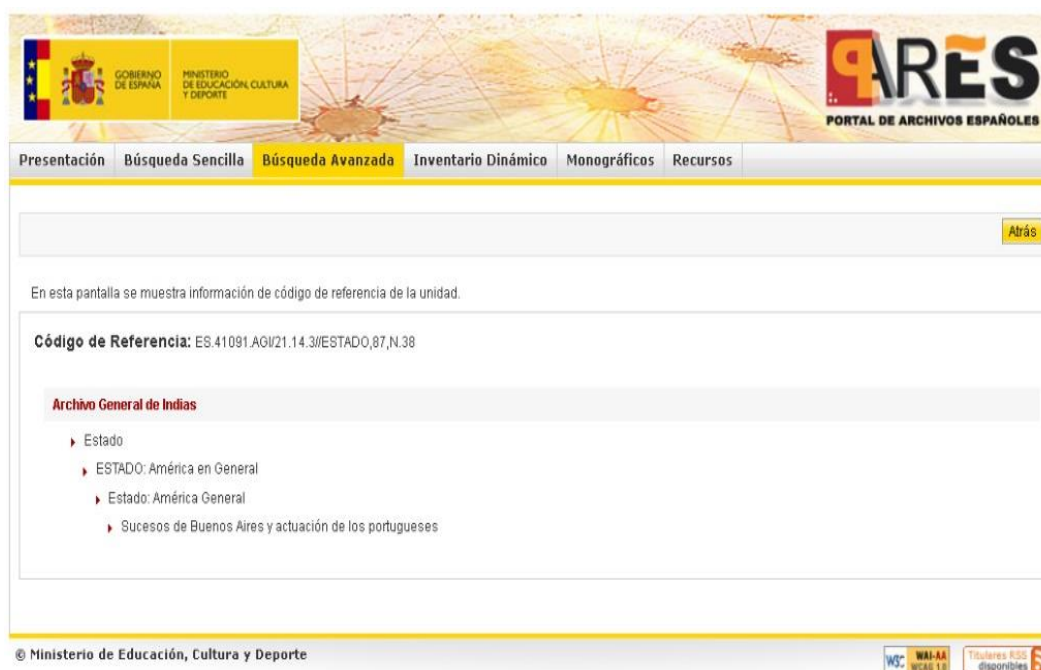 GOBIERNO
DE ESPAÑA
MINISTERIO
DE EDUCACIÓN, CULTURA
Y DEPORTE
PARES
PORTAL DE ARCHIVOS ESPAÑOLES
Presentación Búsqueda Sencilla Búsqueda Avanzada Inventario Dinámico Monográficos Recursos
Atrás
En esta pantalla se muestra información de código de referencia de la unidad.
Código de Referencia: ES.41091.AGI/21.14.3//ESTADO,87,N.38
Archivo General de Indias
Estado
ESTADO: América en General
Estado: América General
Sucesos de Buenos Aires y actuación de los portugueses
© Ministerio de Educación, Cultura y Deporte
W3C WAI-AA
WCAG 1.0
Titulares RSS
disponibles